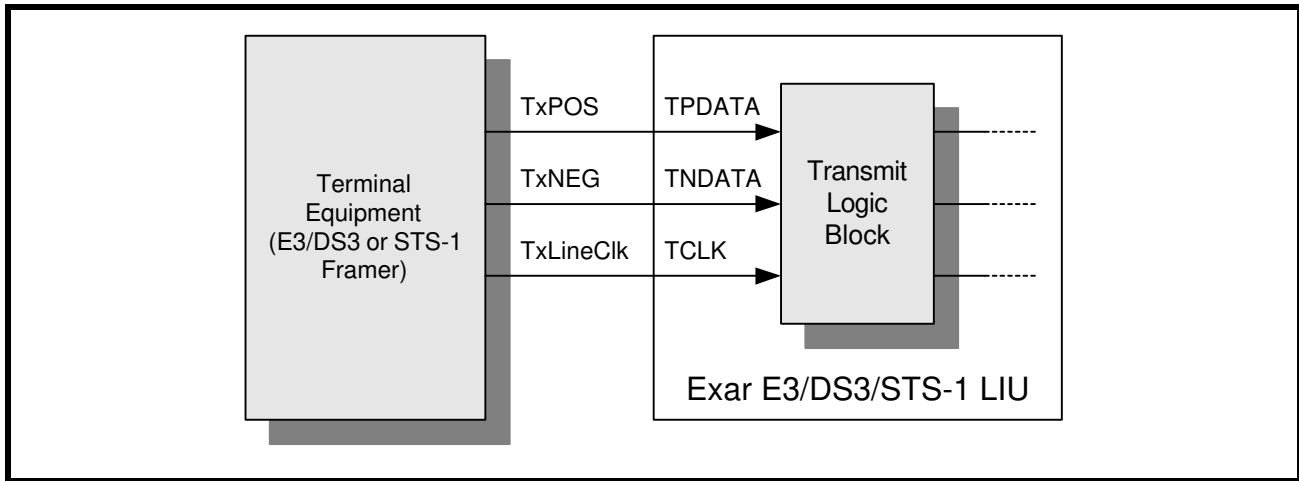 TxPOS
TPDATA
TxNEG
TNDATA
TxLineClk
TCLK
Terminal
Equipment
(E3/DS3 or STS-1
Framer)
Transmit
Logic
Block
Exar E3/DS3/STS-1 LIU